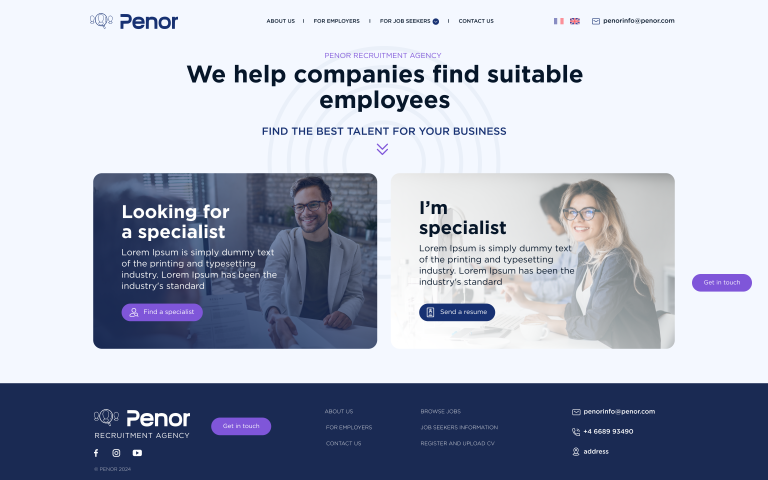 Penor
ABOUT US
FOR EMPLOYERS
FOR JOB SEEKERS
CONTACT US
penorinfo@penor.com
PENOR RECRUITMENT AGENCY
We help companies find suitable
employees
FIND THE BEST TALENT FOR YOUR BUSINESS
Looking for
a specialist
Lorem Ipsum is simply dummy text
of the printing and typesetting
industry. Lorem Ipsum has been the
industry's standard
Find a specialist
I'm
specialist
Lorem Ipsum is simply dummy text
of the printing and typesetting
industry. Lorem Ipsum has been the
industry's standard
Send a resume
Get in touch
Penor
RECRUITMENT AGENCY
© PENOR 2024
Get in touch
ABOUT US
FOR EMPLOYERS
CONTACT US
BROWSE JOBS
JOB SEEKERS INFORMATION
REGISTER AND UPLOAD CV
penorinfo@penor.com
+4 6689 93490
address